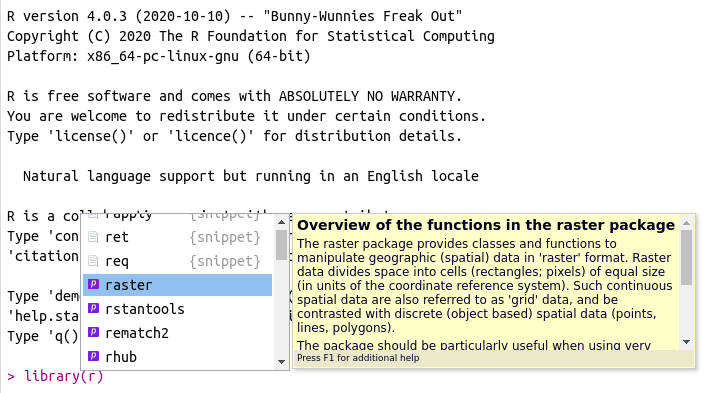 R version 4.0.3 (2020-10-10) -- "Bunny-Wunnies Freak Out"
Copyright (C) 2020 The R Foundation for Statistical Computing
Platform: x86_64-pc-linux-gnu (64-bit)
R is free software and comes with ABSOLUTELY NO WARRANTY.
You are welcome to redistribute it under certain conditions.
Type 'license()' or 'licence()' for distribution details.
Natural language support but running in an English locale
R is a coll
Type 'con
'citation
Type 'dem
'help.sta
Type 'q()
{snippet}
ret {snippet}
req {snippet}
raster
rstantools
rematch2
rhub
Overview of the functions in the raster package
The raster package provides classes and functions to
manipulate geographic (spatial) data in 'raster' format. Raster
data divides space into cells (rectangles; pixels) of equal size
(in units of the coordinate reference system). Such continuous
spatial data are also referred to as 'grid' data, and be
contrasted with discrete (object based) spatial data (points,
lines, polygons).
The package should be particularly useful when using very
Press F1 for additional help
> library(r)